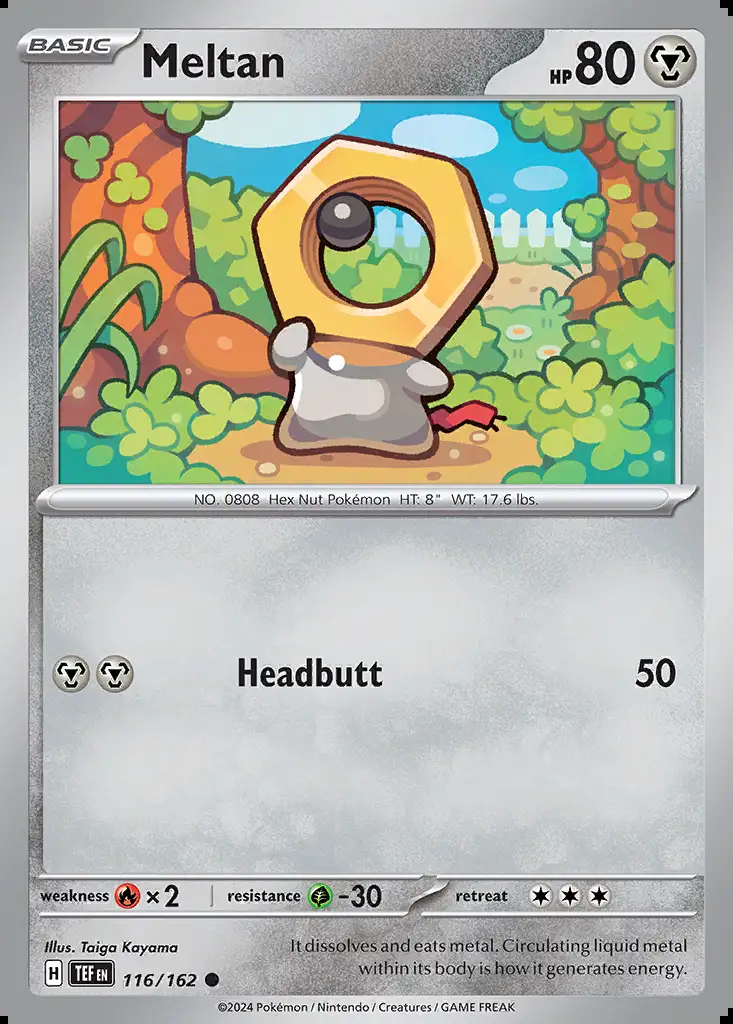 BASIC
Meltan
HP 80
NO. 0808 Hex Nut Pokémon HT: 8" WT: 17.6 lbs.
Headbutt 50
weakness ×2 resistance -30 retreat
Illus. Taiga Kayama
It dissolves and eats metal. Circulating liquid metal
within its body is how it generates energy.
H TEF EN 116/162
©2024 Pokémon / Nintendo / Creatures / GAME FREAK